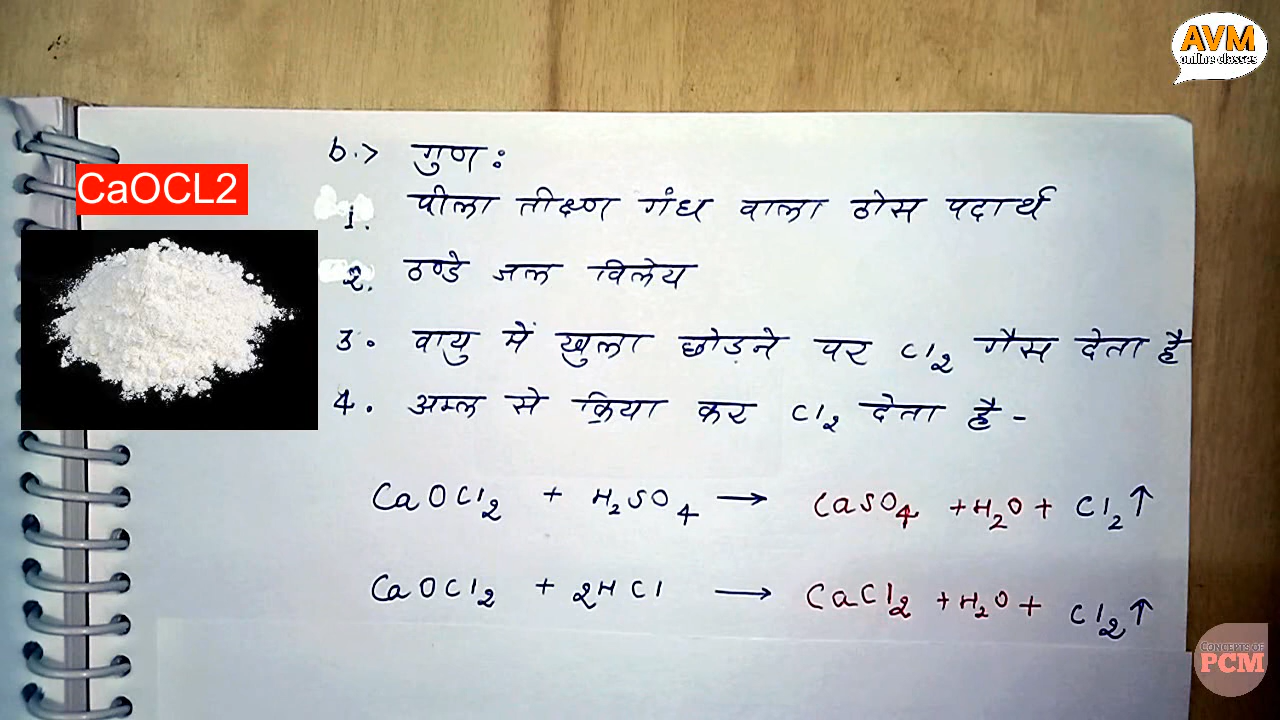 AVM
online classes
b.> गुण :
CaOCL2
1. पीला तीक्ष्ण गंध वाला ठोस पदार्थ
2. ठण्डे जल विलेय
3. वायु में खुला छोड़ने पर Cl2 गैस देता है
4. अम्ल से क्रिया कर Cl2 देता है -
CaOCl2 + H2SO4 → CaSO4 + H2O + Cl2↑
CaOCl2 + 2HCl → CaCl2 + H2O + Cl2↑
CONCEPTS OF
PCM